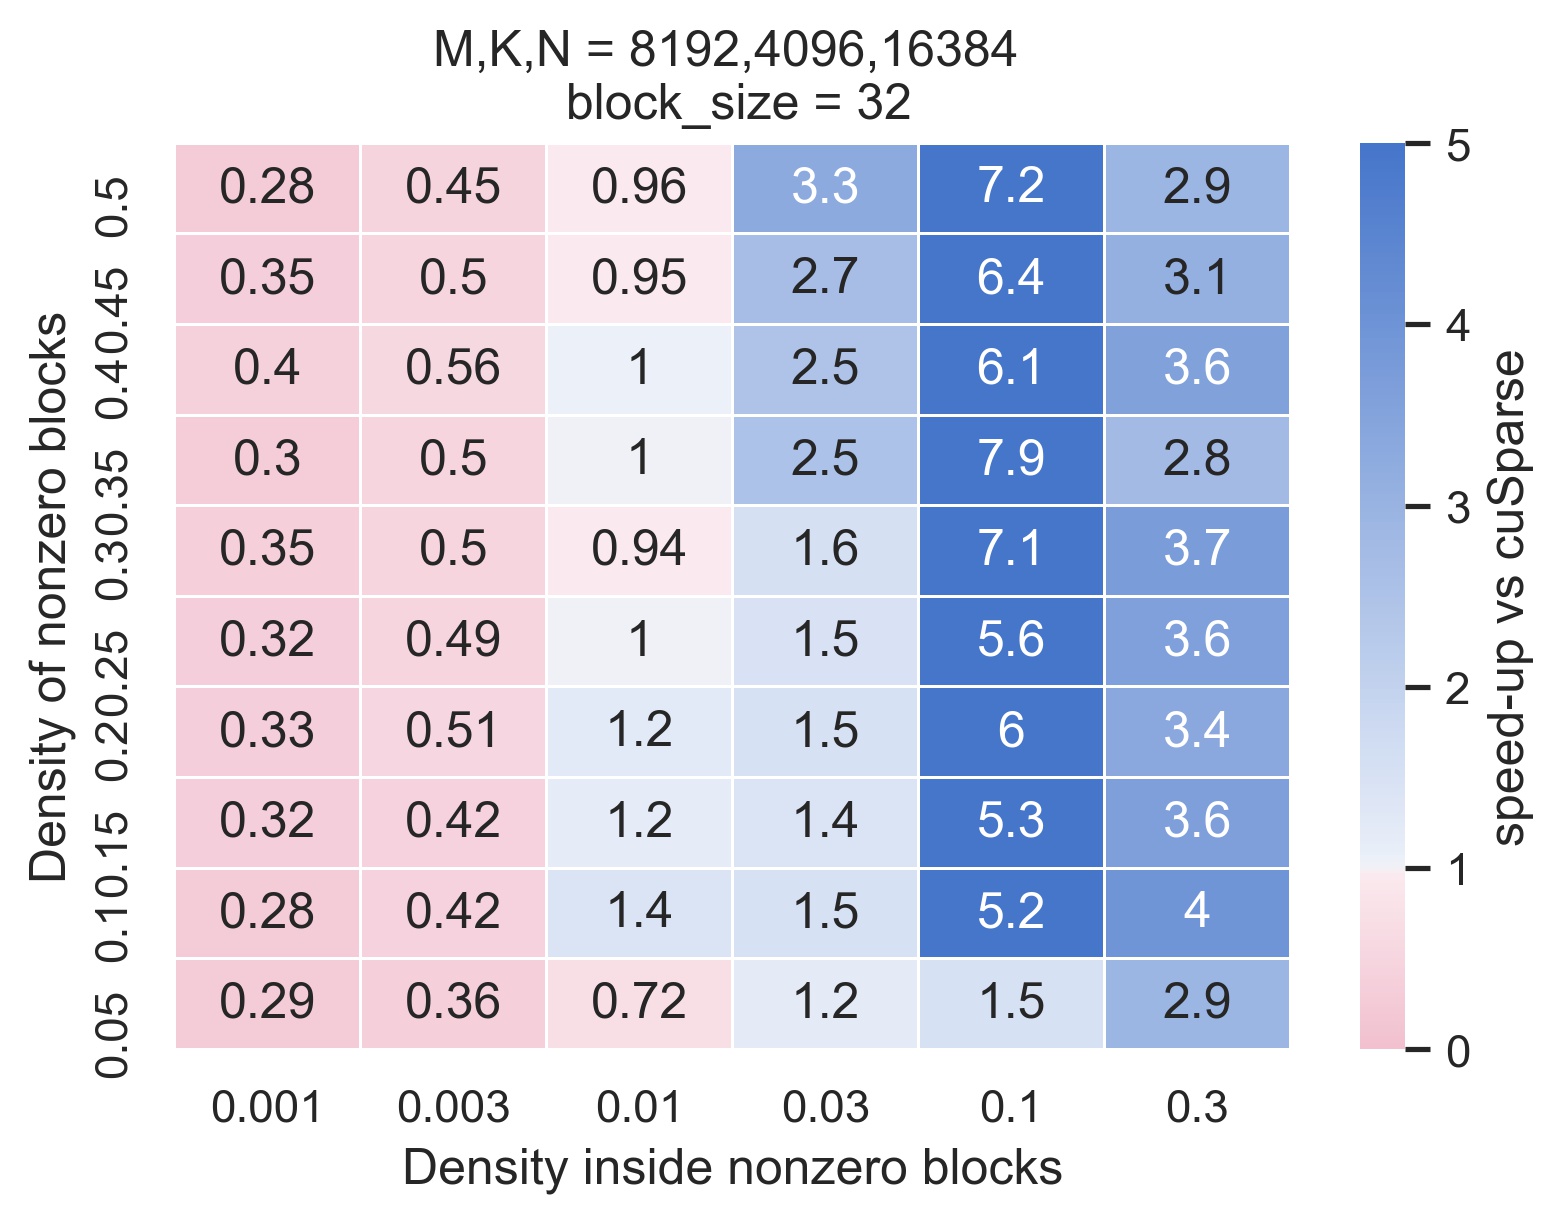 M,K,N = 8192,4096,16384
block_size = 32
Density of nonzero blocks
0.5 0.28 0.45 0.96 3.3 7.2 2.9
0.45 0.35 0.5 0.95 2.7 6.4 3.1
0.4 0.4 0.56 1 2.5 6.1 3.6
0.35 0.3 0.5 1 2.5 7.9 2.8
0.3 0.35 0.5 0.94 1.6 7.1 3.7
0.25 0.32 0.49 1 1.5 5.6 3.6
0.2 0.33 0.51 1.2 1.5 6 3.4
0.15 0.32 0.42 1.2 1.4 5.3 3.6
0.1 0.28 0.42 1.4 1.5 5.2 4
0.05 0.29 0.36 0.72 1.2 1.5 2.9
0.001 0.003 0.01 0.03 0.1 0.3
Density inside nonzero blocks
5
4
3
2
1
0
speed-up vs cuSparse